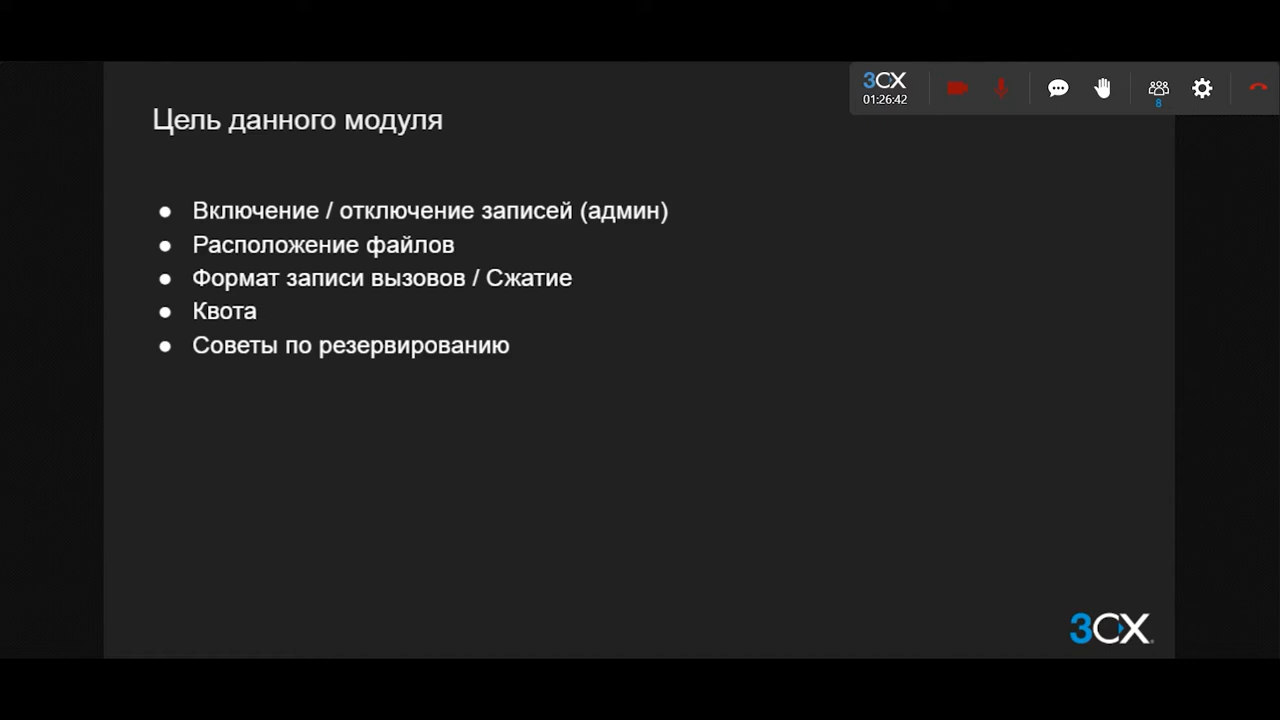 3CX
01:26:42
8
Цель данного модуля
● Включение / отключение записей (админ)
● Расположение файлов
● Формат записи вызовов / Сжатие
● Квота
● Советы по резервированию
3CX